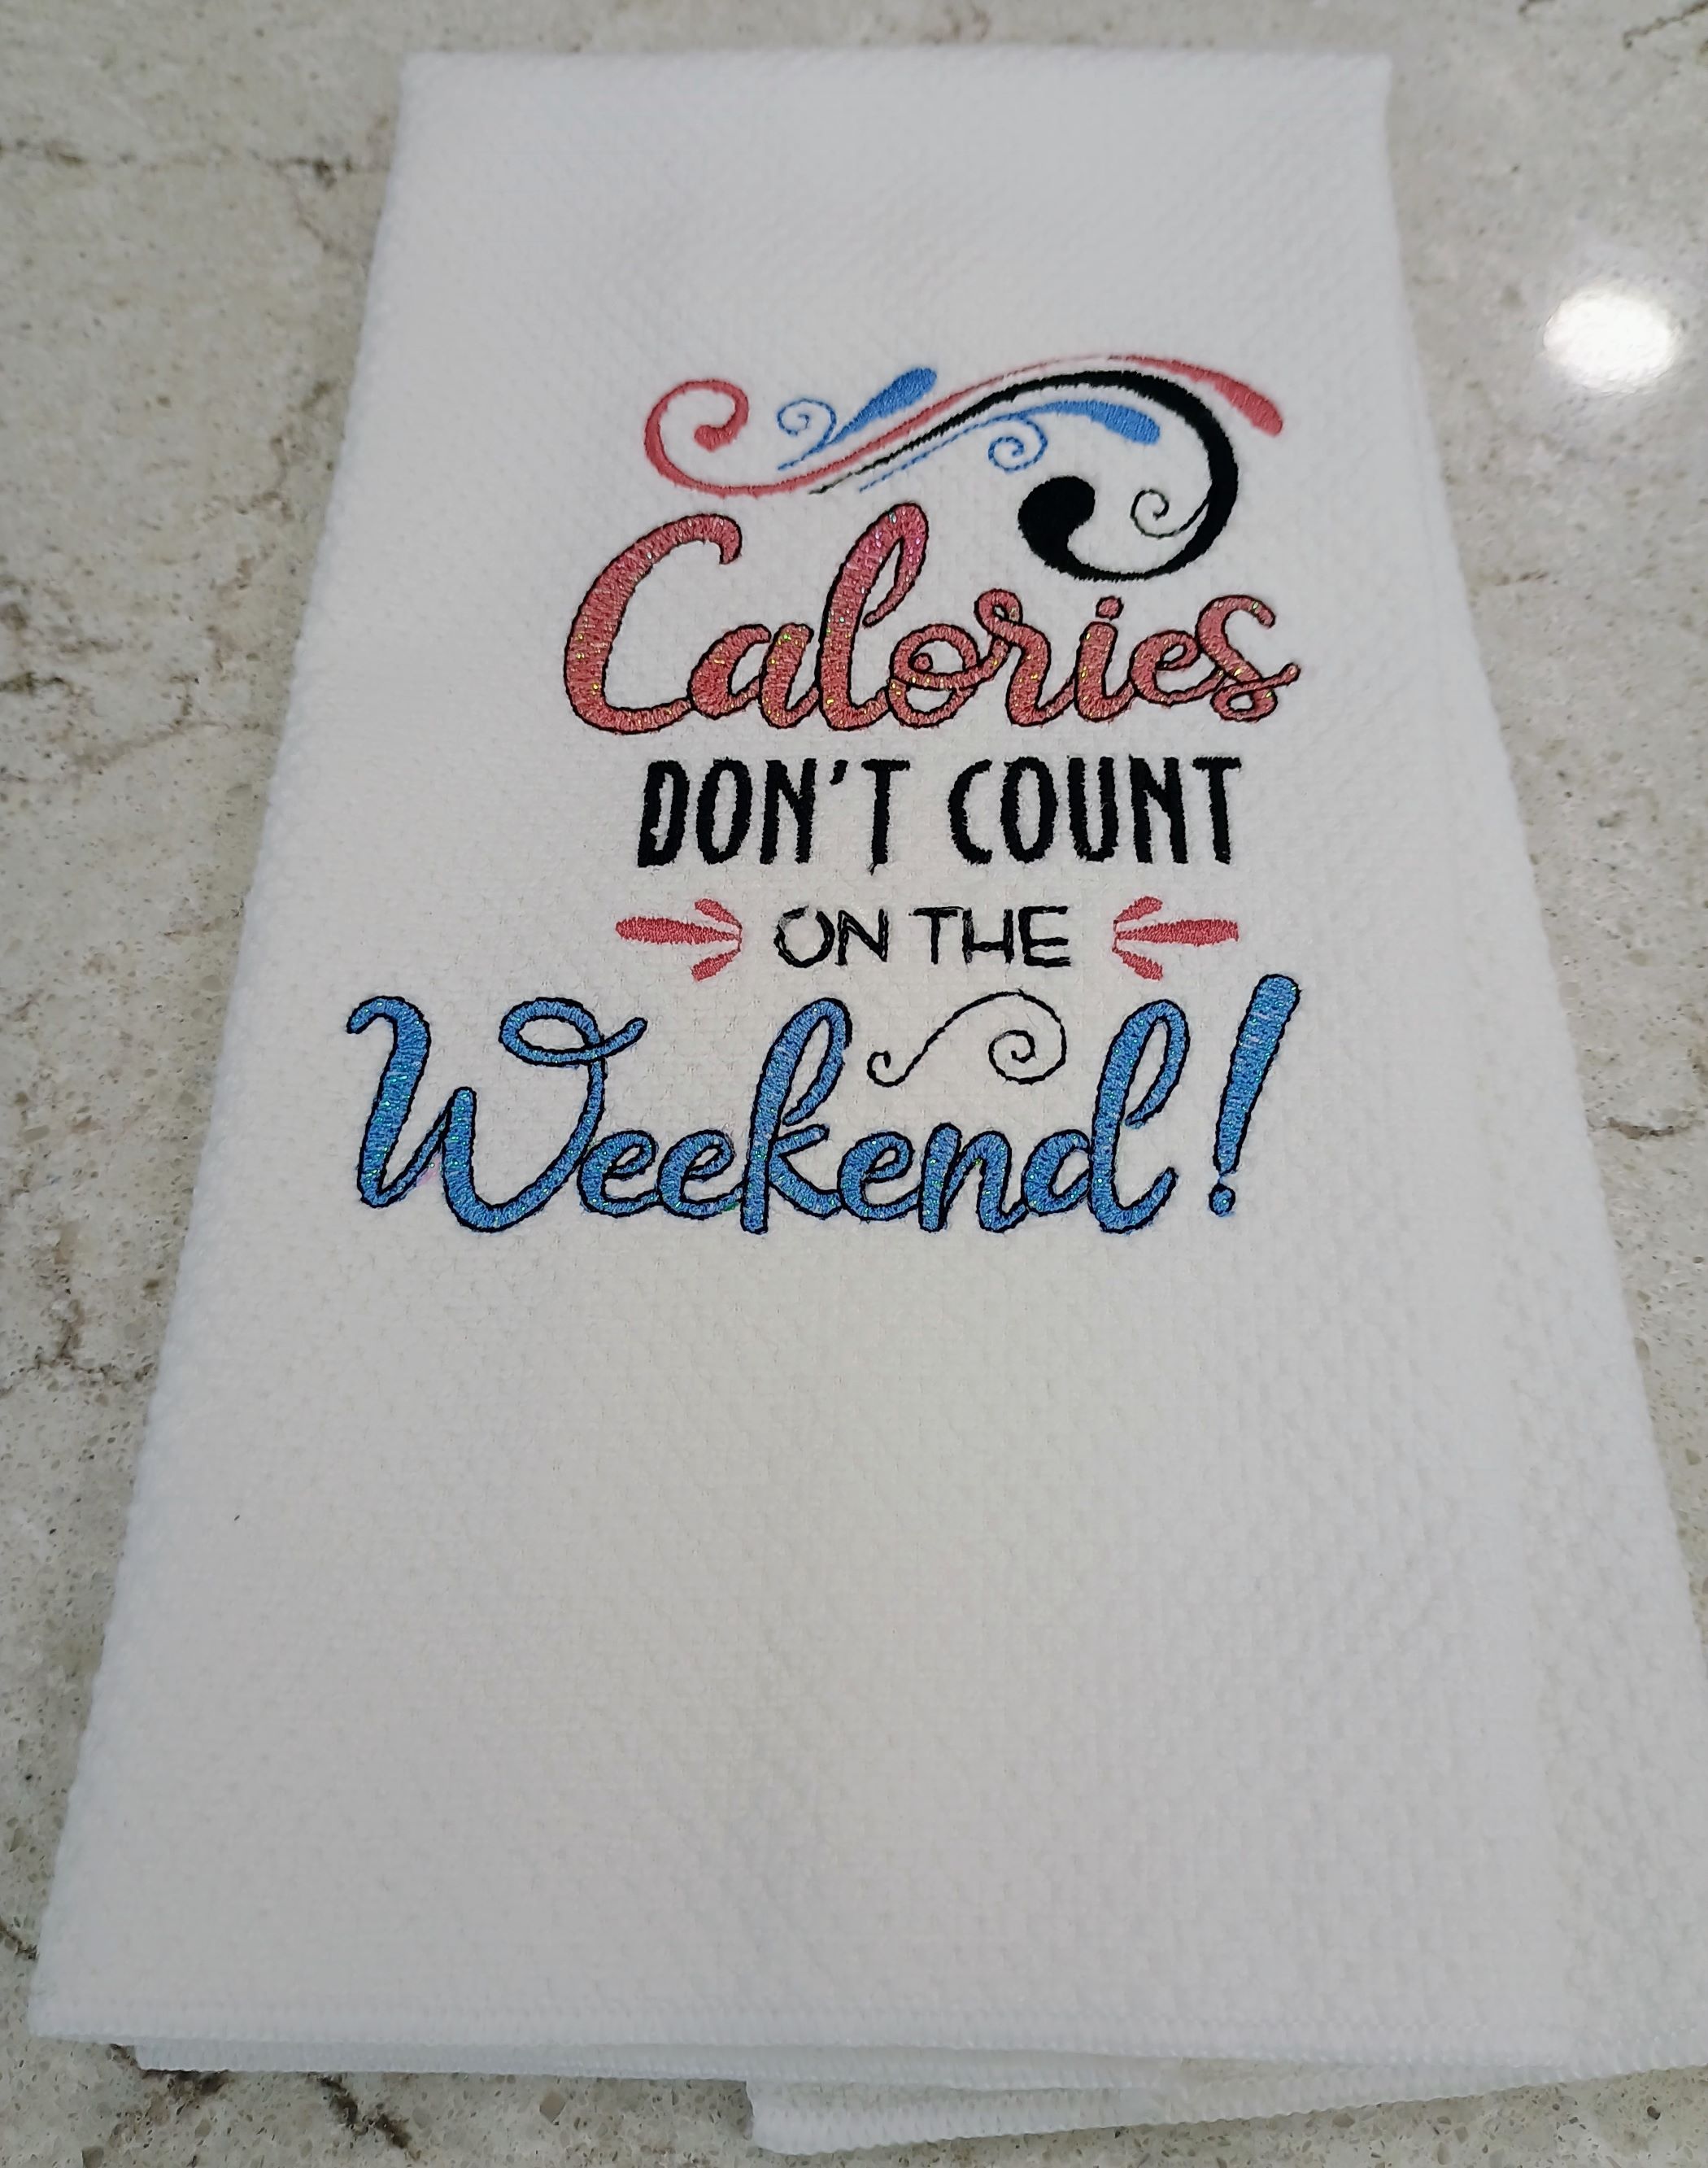 Calories
DON'T COUNT
ON THE
Weekend!